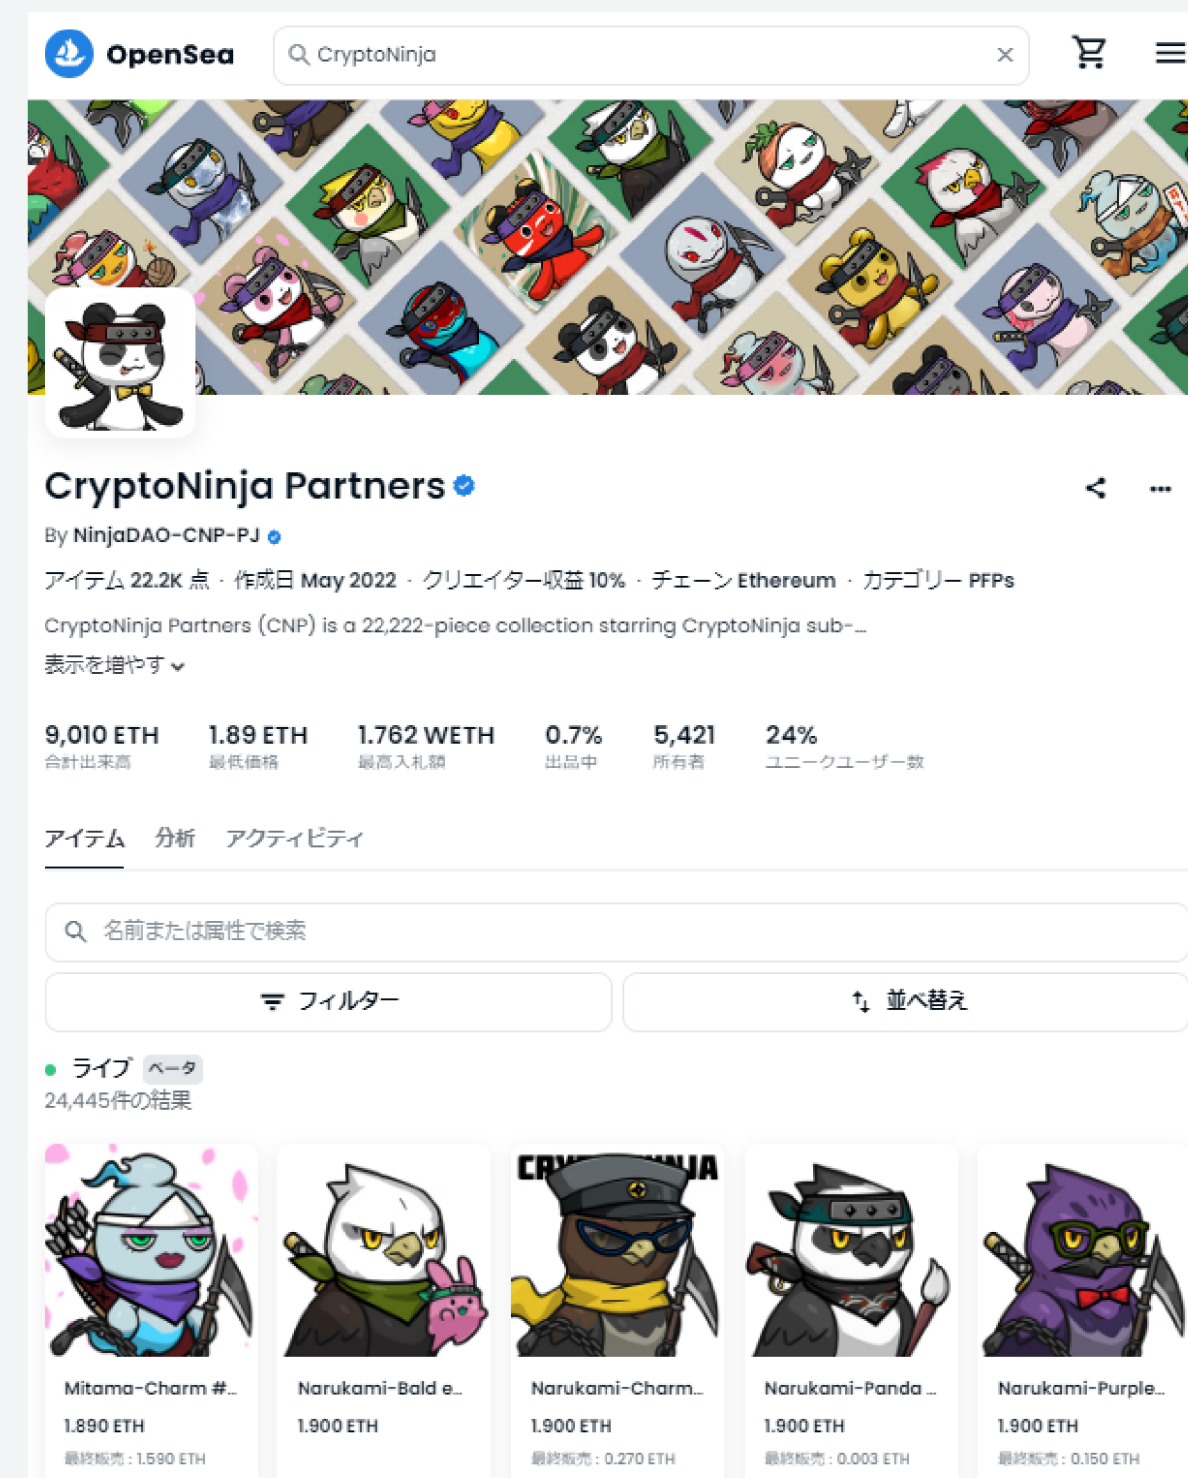 OpenSea
CryptoNinja
CryptoNinja Partners
By NinjaDAO-CNP-PJ
アイテム 22.2K 点 · 作成日 May 2022 · クリエイター収益 10% · チェーン Ethereum · カテゴリー PFPs
CryptoNinja Partners (CNP) is a 22,222-piece collection starring CryptoNinja sub-…
表示を増やす
9,010 ETH 1.89 ETH 1.762 WETH 0.7% 5,421 24%
合計出来高 最低価格 最高入札額 出品中 所有者 ユニークユーザー数
アイテム 分析 アクティビティ
名前または属性で検索
フィルター 並べ替え
ライブ ベータ
24,445件の結果
Mitama-Charm #… Narukami-Bald e… Narukami-Charm… Narukami-Panda … Narukami-Purple…
1.890 ETH 1.900 ETH 1.900 ETH 1.900 ETH 1.900 ETH
最終販売 : 1.590 ETH 最終販売 : 0.270 ETH 最終販売 : 0.003 ETH 最終販売 : 0.150 ETH